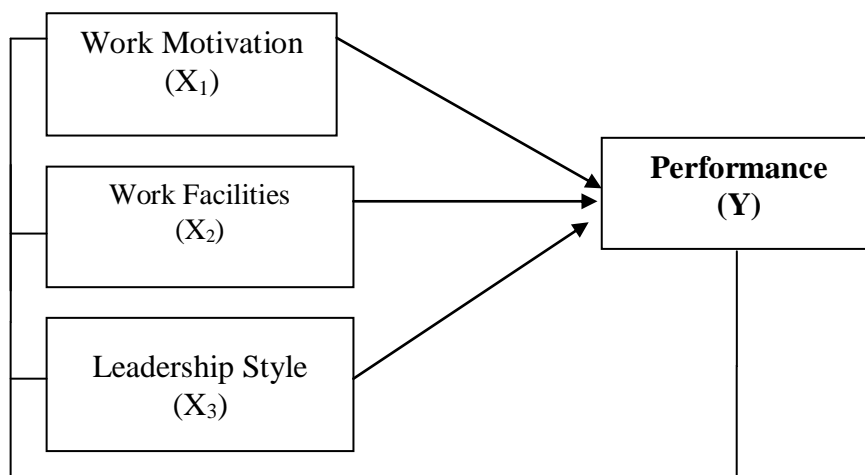 Work Motivation
(X₁)
Work Facilities
(X₂)
Leadership Style
(X₃)
Performance
(Y)